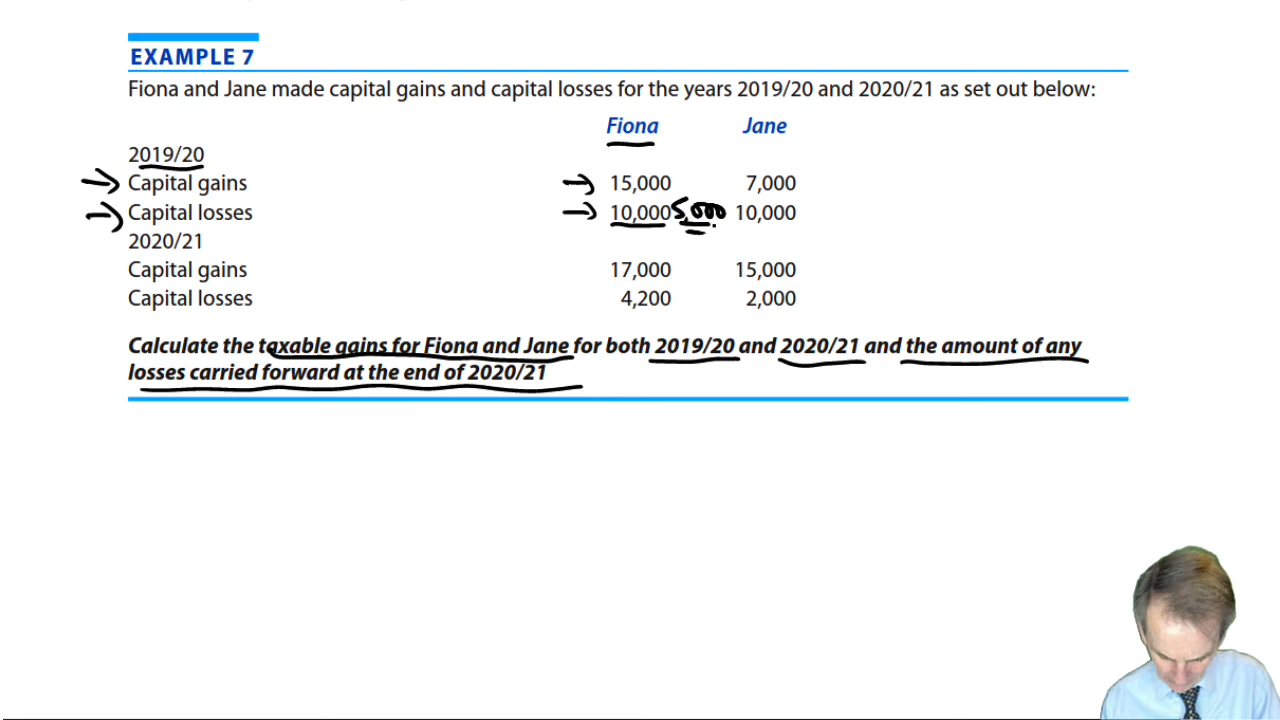 EXAMPLE 7
Fiona and Jane made capital gains and capital losses for the years 2019/20 and 2020/21 as set out below:
Fiona Jane
2019/20
Capital gains 15,000 7,000
Capital losses 10,000 5,000 10,000
2020/21
Capital gains 17,000 15,000
Capital losses 4,200 2,000
Calculate the taxable gains for Fiona and Jane for both 2019/20 and 2020/21 and the amount of any
losses carried forward at the end of 2020/21